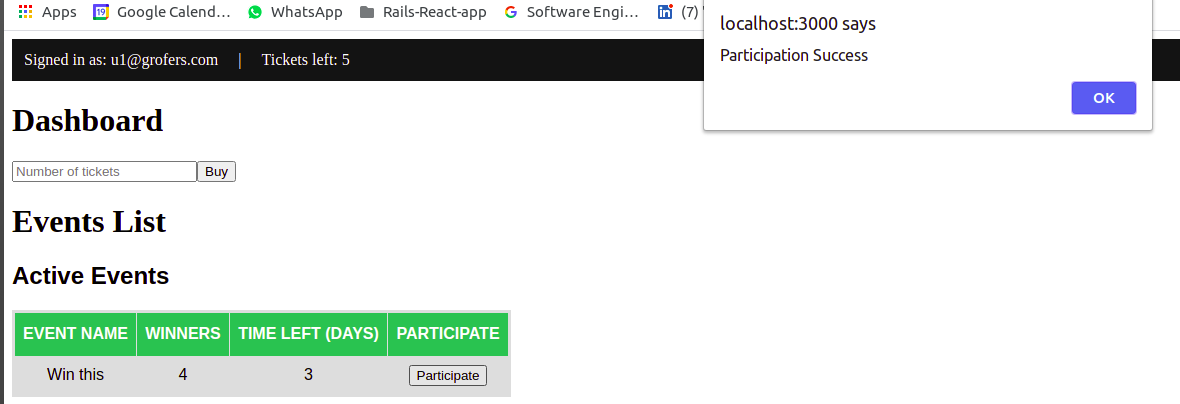 Apps Google Calend… WhatsApp Rails-React-app Software Engi… (7)
localhost:3000 says
Participation Success
OK
Signed in as: u1@grofers.com | Tickets left: 5
Dashboard
Number of tickets Buy
Events List
Active Events
EVENT NAME WINNERS TIME LEFT (DAYS) PARTICIPATE
Win this 4 3 Participate